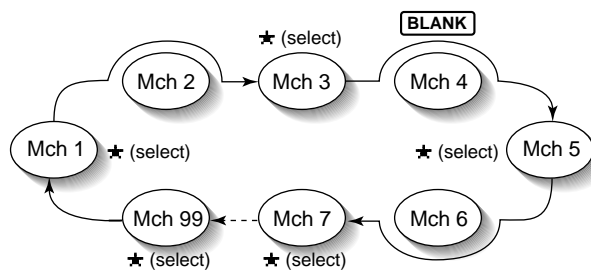 ★ (select)
BLANK
Mch 2
Mch 3
Mch 4
Mch 1
★ (select)
★ (select)
Mch 5
Mch 99
Mch 7
Mch 6
★ (select)
★ (select)